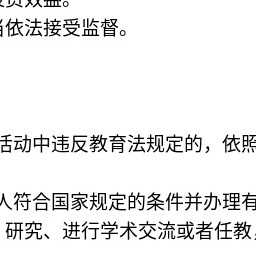 投资效益。
当依法接受监督。
活动中违反教育法规定的，依照
人符合国家规定的条件并办理有
、研究、进行学术交流或者任教，